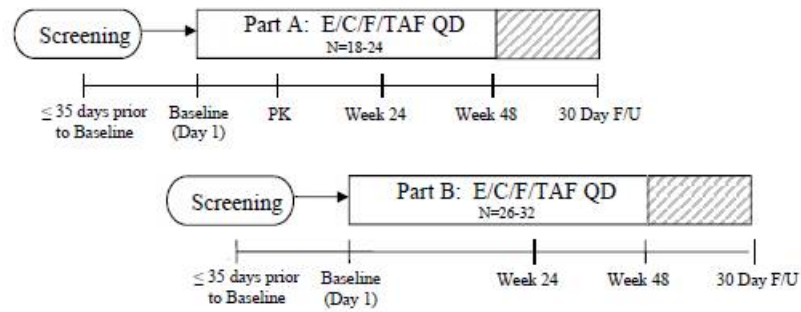 Screening
Part A: E/C/F/TAF QD
N=18-24
≤ 35 days prior
to Baseline
Baseline
(Day 1)
PK
Week 24
Week 48
30 Day F/U
Screening
Part B: E/C/F/TAF QD
N=26-32
≤ 35 days prior
to Baseline
Baseline
(Day 1)
Week 24
Week 48
30 Day F/U